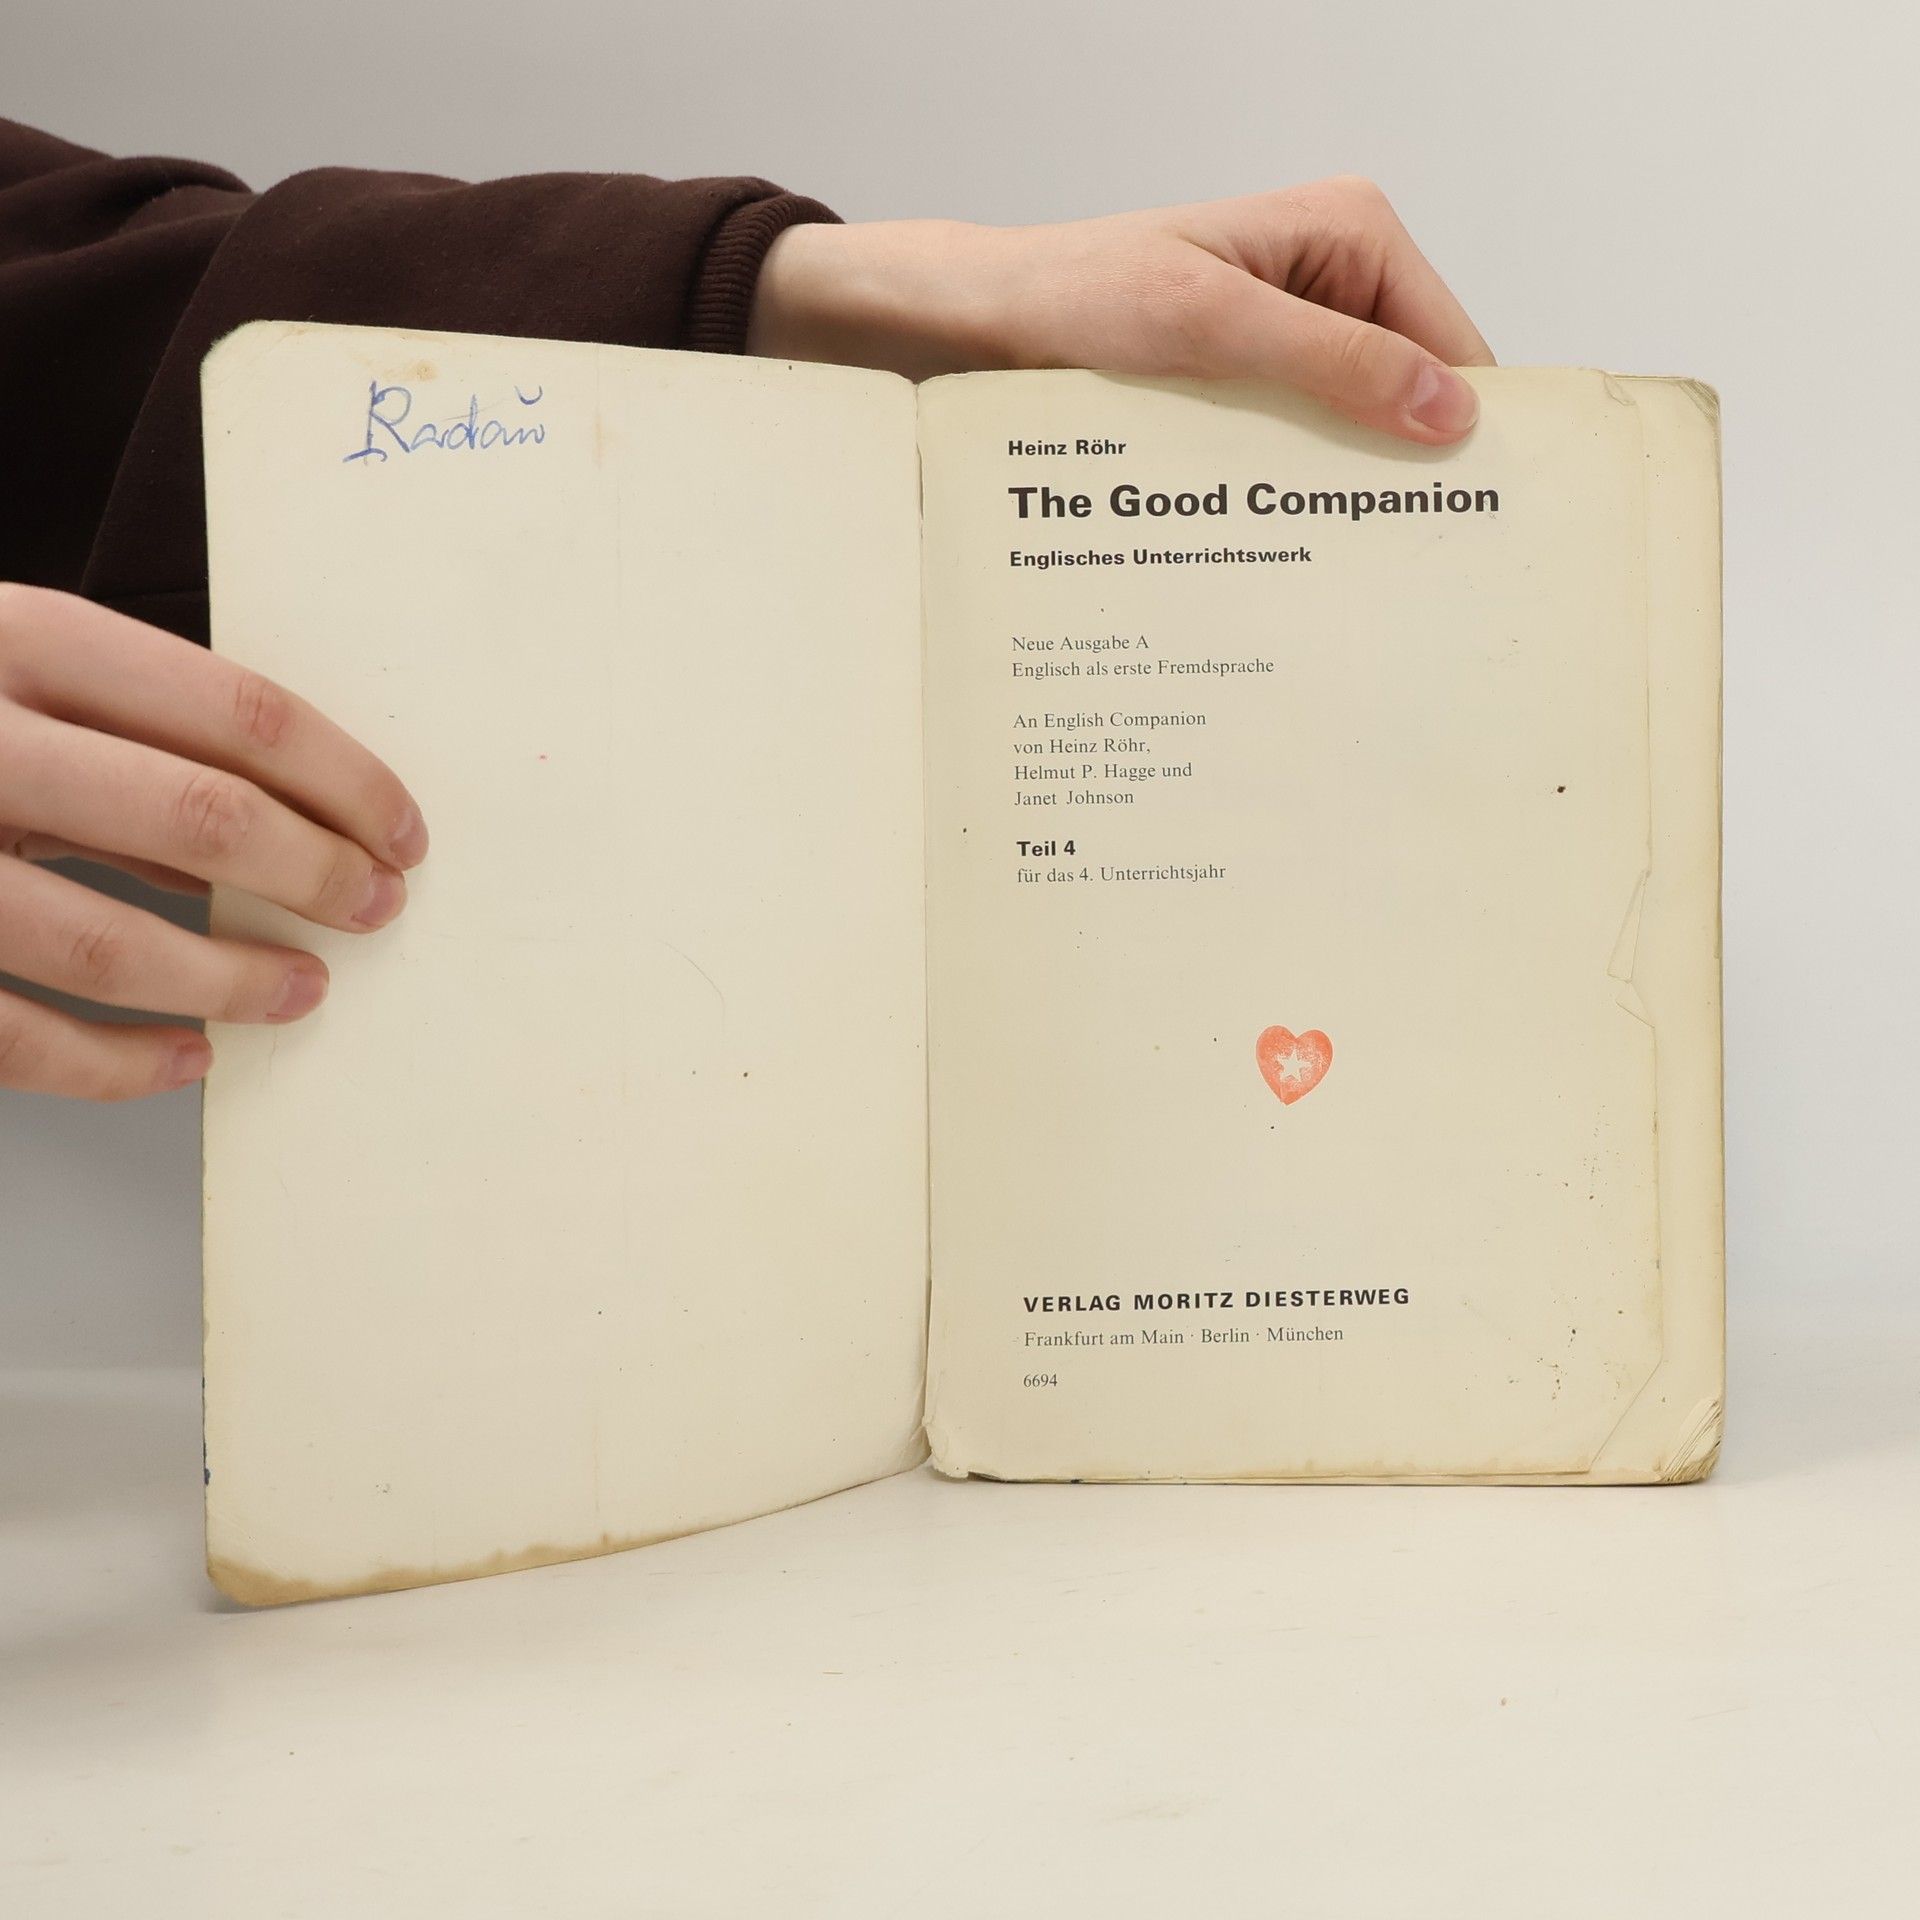 Radaň
Heinz Röhr
The Good Companion
Englisches Unterrichtswerk
Neue Ausgabe A
Englisch als erste Fremdsprache
An English Companion
von Heinz Röhr,
Helmut P. Hagge und
Janet Johnson
Teil 4
für das 4. Unterrichtsjahr
VERLAG MORITZ DIESTERWEG
Frankfurt am Main · Berlin · München
6694